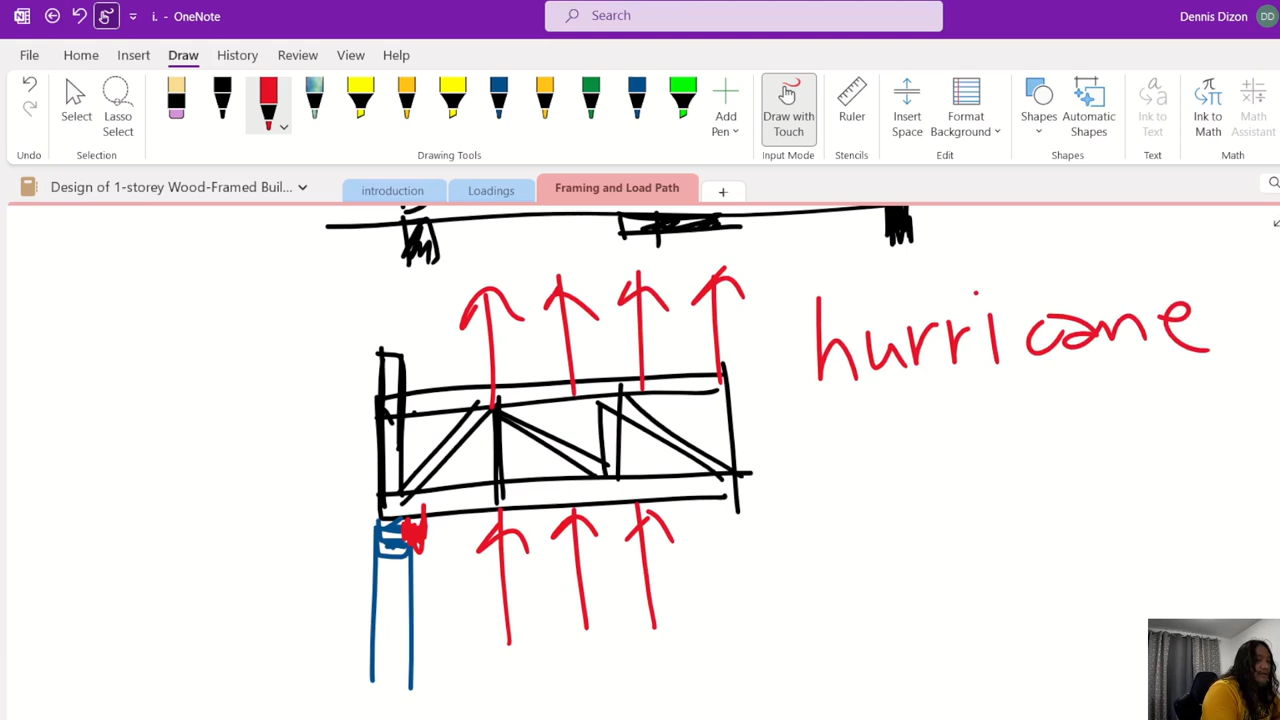 i. - OneNote
Search
Dennis Dizon
DD
File
Home
Insert
Draw
History
Review
View
Help
Select
Lasso
Select
Add
Pen
Draw with
Touch
Ruler
Insert
Space
Format
Background
Shapes
Automatic
Shapes
Ink to
Text
Ink to
Math
Math
Assistant
Undo
Selection
Drawing Tools
Input Mode
Stencils
Edit
Shapes
Text
Math
Design of 1-storey Wood-Framed Buil...
introduction
Loadings
Framing and Load Path
hurricane